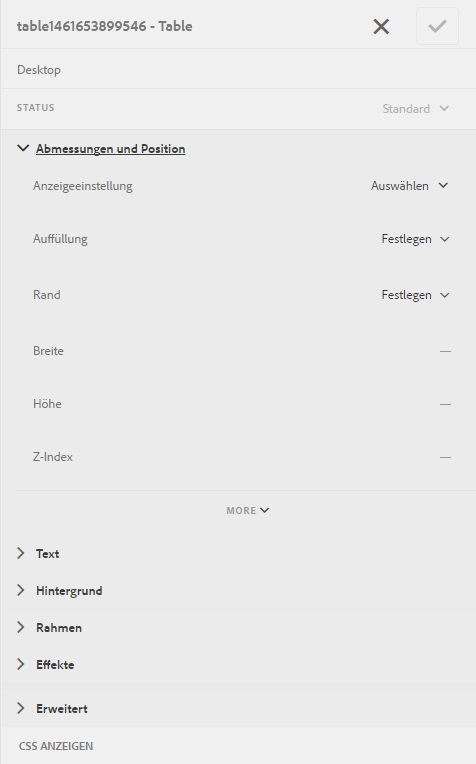 table1461653899546 - Table
Desktop
STATUS Standard
Abmessungen und Position
Anzeigeeinstellung Auswählen
Auffüllung Festlegen
Rand Festlegen
Breite —
Höhe —
Z-Index —
MORE
Text
Hintergrund
Rahmen
Effekte
Erweitert
CSS ANZEIGEN